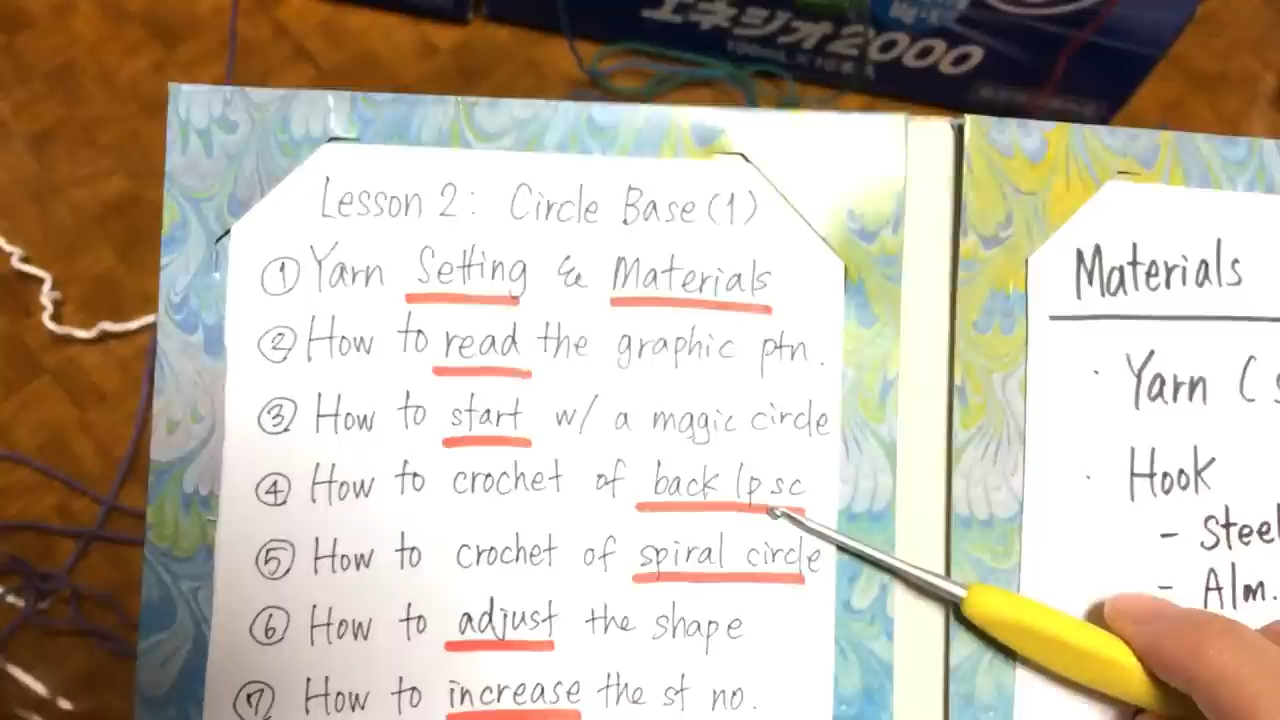 エネジオ2000
Lesson 2: Circle Base (1)
① Yarn Setting & Materials
② How to read the graphic ptn.
③ How to start w/ a magic circle
④ How to crochet of back lp sc
⑤ How to crochet of spiral circle
⑥ How to adjust the shape
⑦ How to increase the st no.
Materials
· Yarn (
· Hook
- Steel
- Alm.